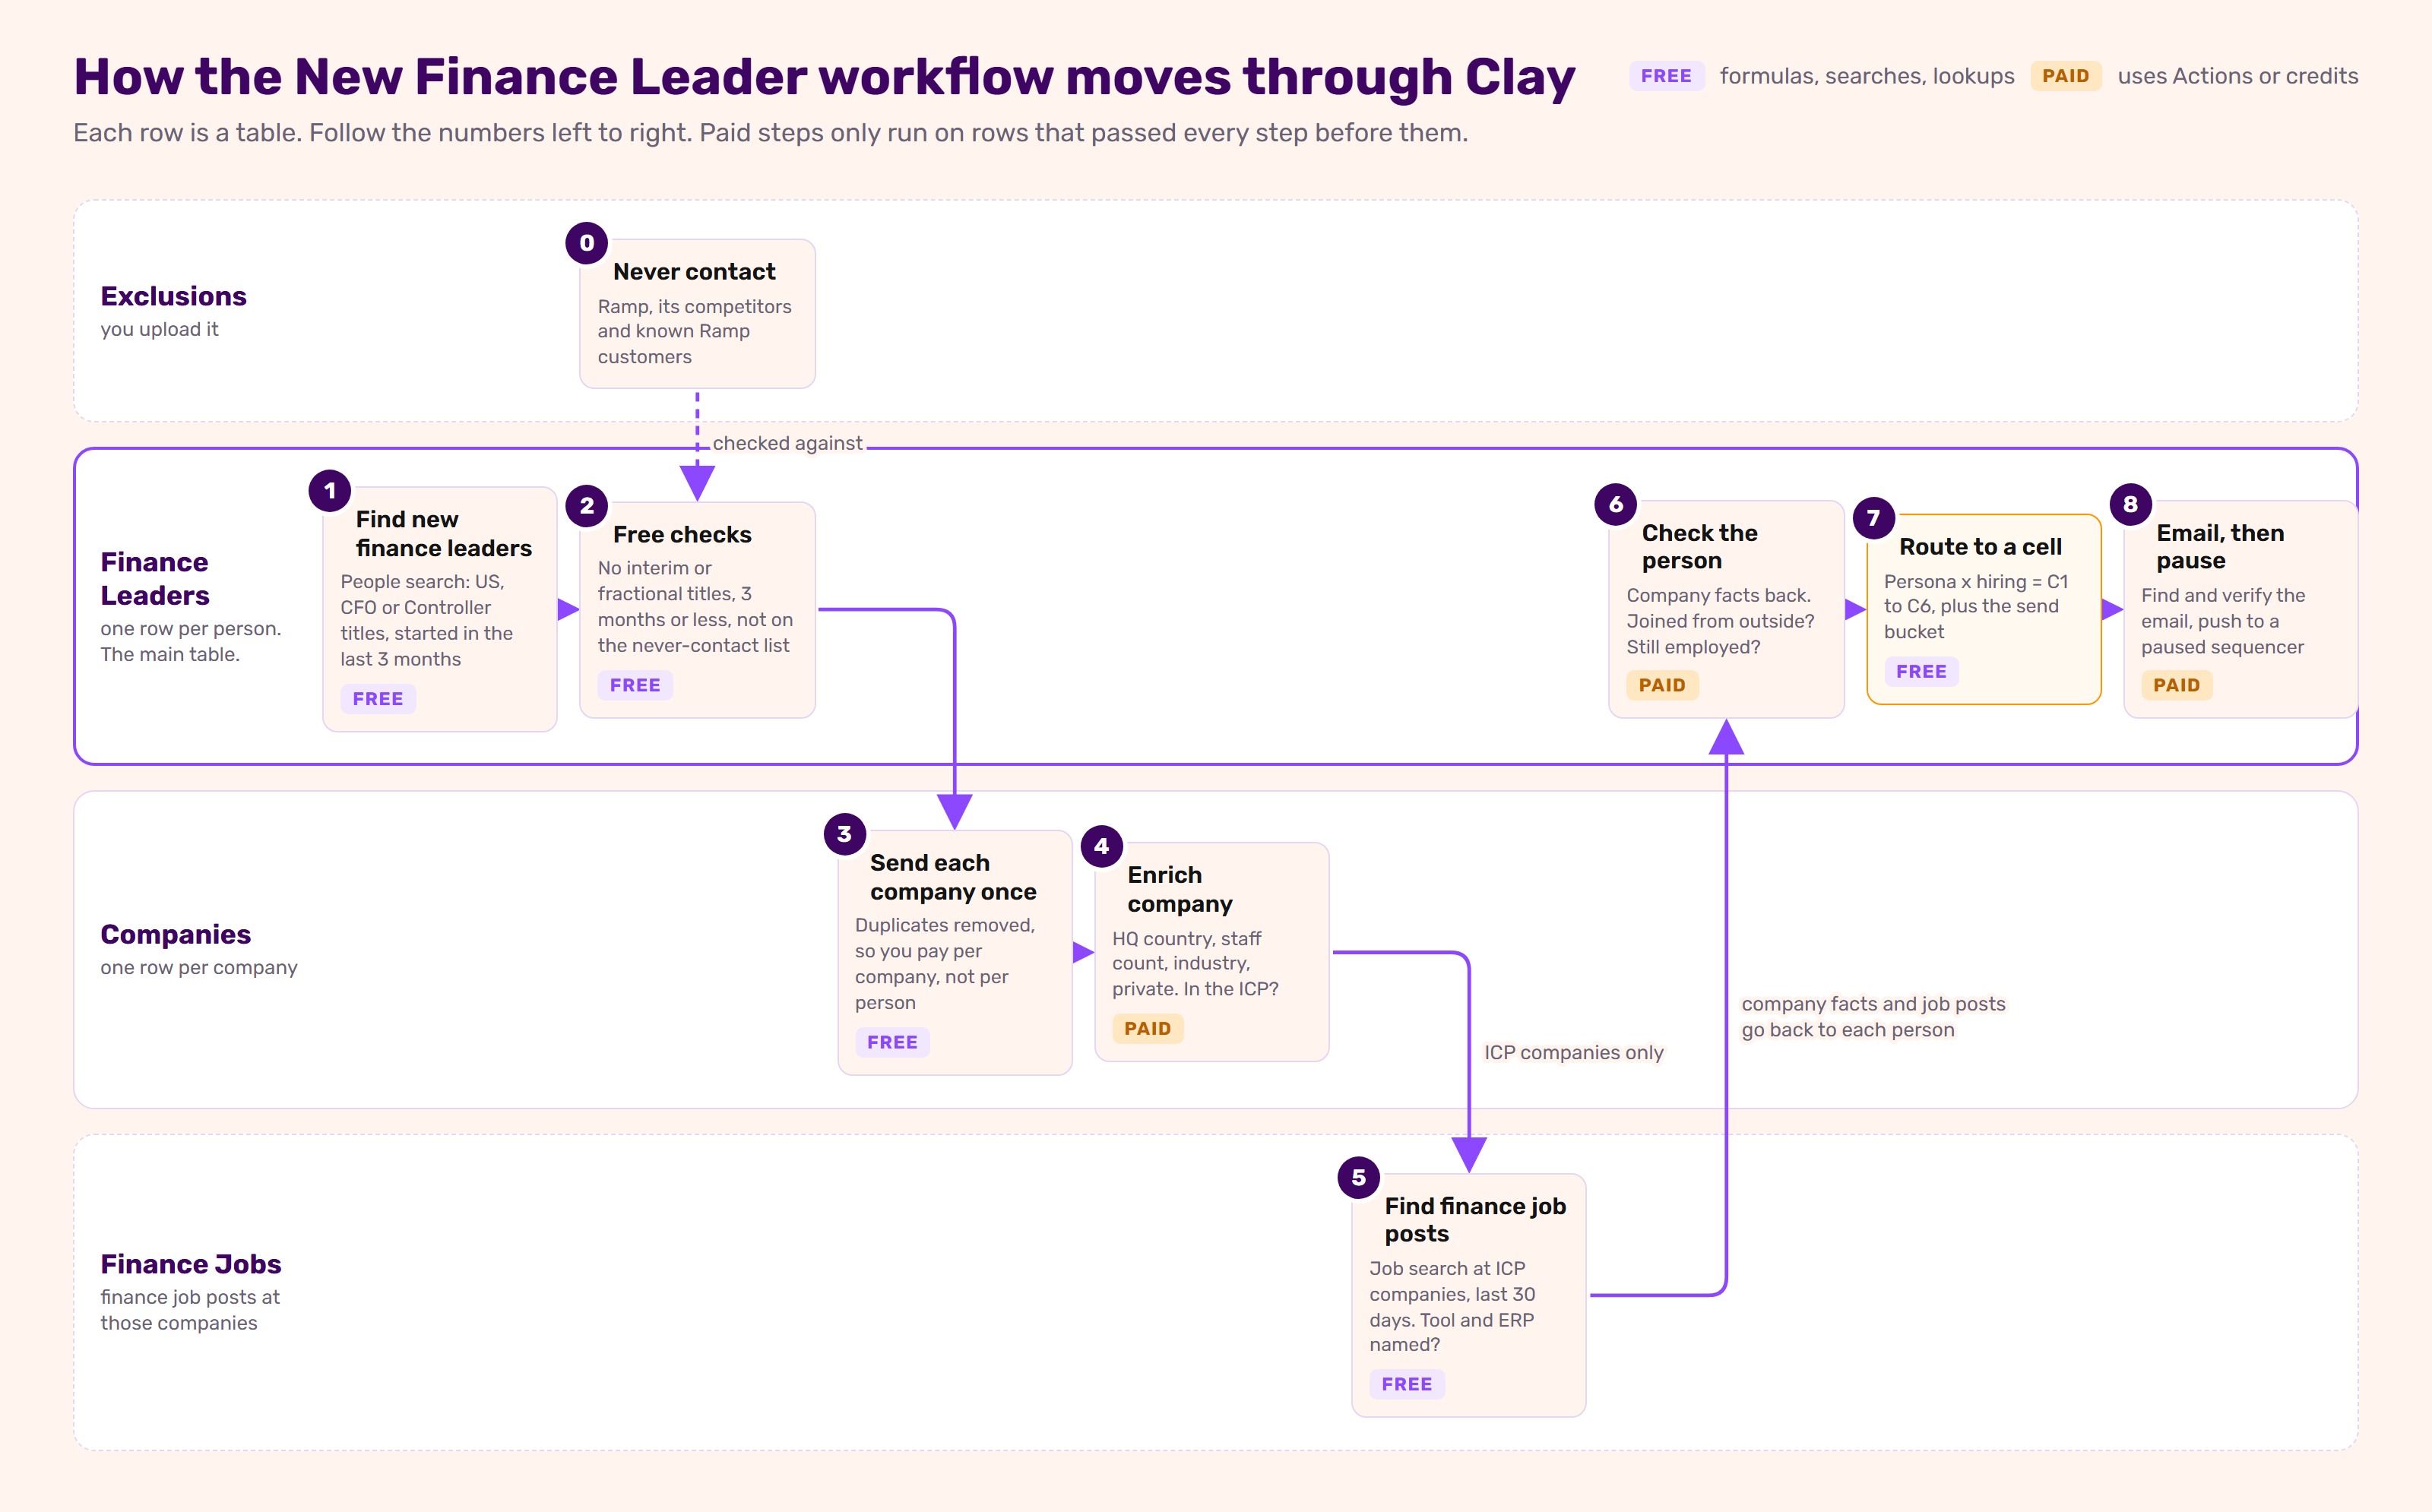 How the New Finance Leader workflow moves through Clay
FREE formulas, searches, lookups PAID uses Actions or credits
Each row is a table. Follow the numbers left to right. Paid steps only run on rows that passed every step before them.
Exclusions
you upload it
0
Never contact
Ramp, its competitors
and known Ramp
customers
checked against
Finance
Leaders
one row per person.
The main table.
1
Find new
finance leaders
People search: US,
CFO or Controller
titles, started in the
last 3 months
FREE
2
Free checks
No interim or
fractional titles, 3
months or less, not on
the never-contact list
FREE
6
Check the
person
Company facts back.
Joined from outside?
Still employed?
PAID
7
Route to a cell
Persona x hiring = C1
to C6, plus the send
bucket
FREE
8
Email, then
pause
Find and verify the
email, push to a
paused sequencer
PAID
Companies
one row per company
3
Send each
company once
Duplicates removed,
so you pay per
company, not per
person
FREE
4
Enrich
company
HQ country, staff
count, industry,
private. In the ICP?
PAID
ICP companies only
company facts and job posts
go back to each person
Finance Jobs
finance job posts at
those companies
5
Find finance job
posts
Job search at ICP
companies, last 30
days. Tool and ERP
named?
FREE